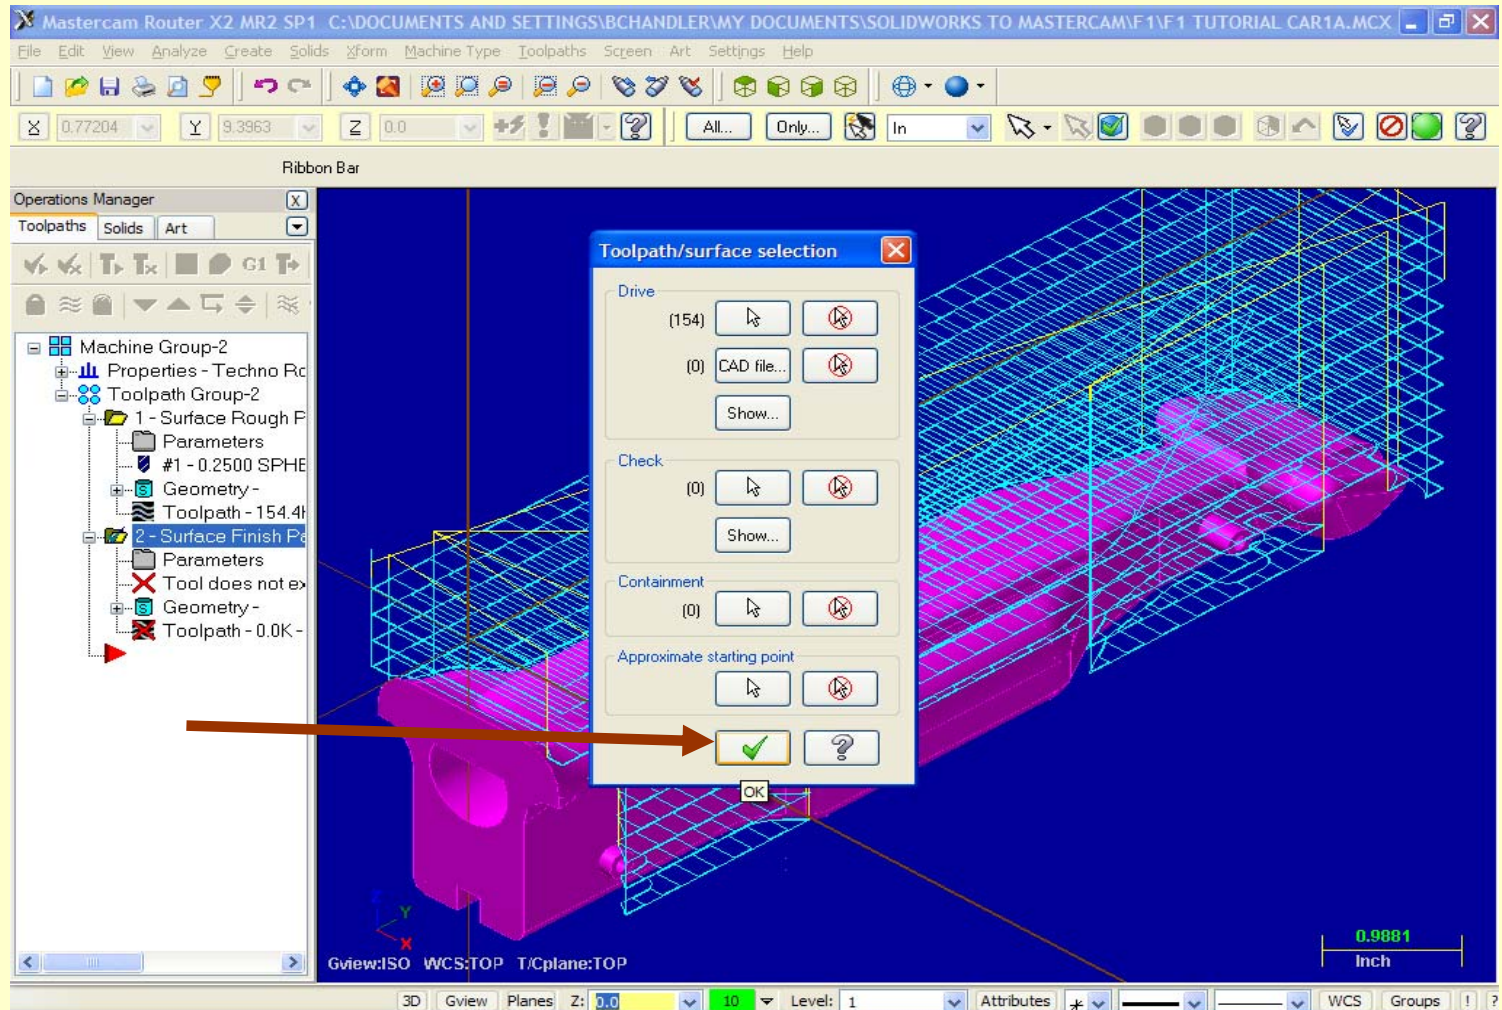 Mastercam Router X2 MR2 SP1 C:\DOCUMENTS AND SETTINGS\BCHANDLER\MY DOCUMENTS\SOLIDWORKS TO MASTERCAM\F1\F1 TUTORIAL CAR1A.MCX
File Edit View Analyze Create Solids Xform Machine Type Toolpaths Screen Art Settings Help
X 0.77204 Y 9.3963 Z 0.0 All... Only... In
Ribbon Bar
Operations Manager
Toolpaths Solids Art
G1
Machine Group-2
Properties - Techno Ro
Toolpath Group-2
1 - Surface Rough P
Parameters
#1 - 0.2500 SPHE
Geometry -
Toolpath - 154.4K
2 - Surface Finish Pa
Parameters
Tool does not ex
Geometry -
Toolpath - 0.0K -
Toolpath/surface selection
Drive
(154)
(0) CAD file...
Show...
Check
(0)
Show...
Containment
(0)
Approximate starting point
OK
Z
Y
X
Gview:ISO WCS:TOP T/Cplane:TOP
0.9881
Inch
3D Gview Planes Z: 0.0 10 Level: 1 Attributes WCS Groups ! ?